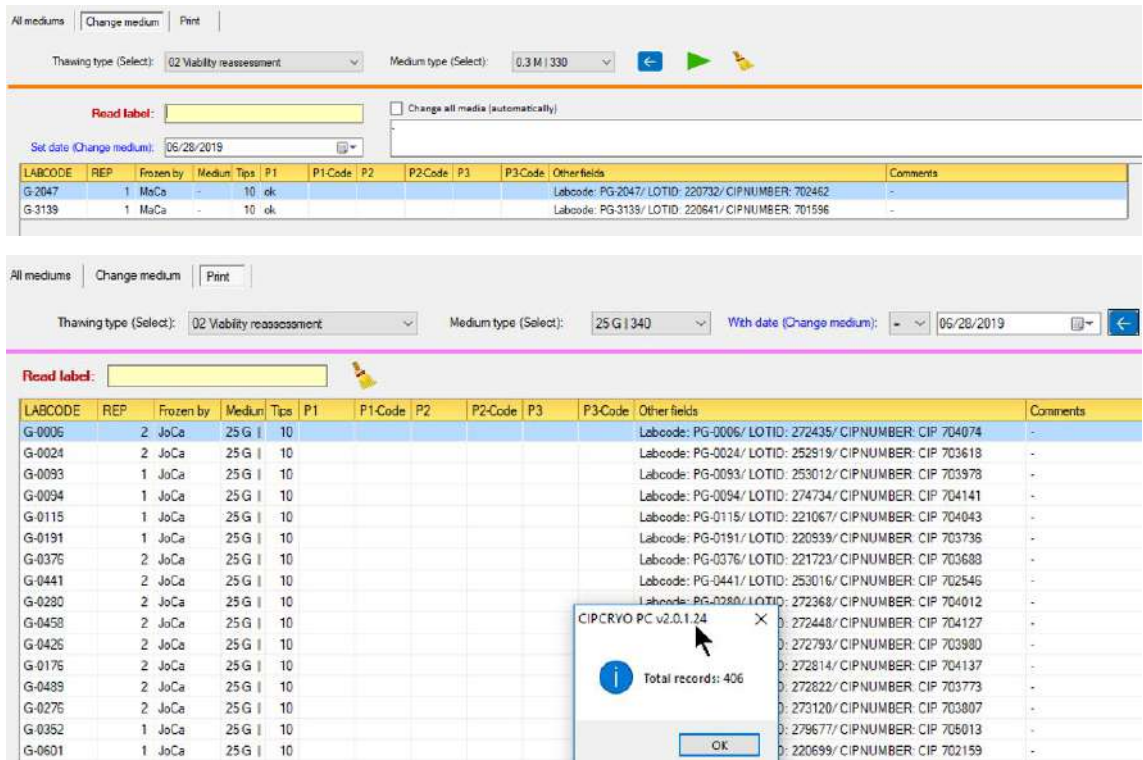 All mediums Change medium Print
Thawing type (Select): 02 Viability reassessment Medium type (Select): 0.3 M | 330
Read label: Change all media (automatically)
Set date (Change medium): 06/28/2019
LABCODE REP Frozen by Mediun Tips P1 P1-Code P2 P2-Code P3 P3-Code Other fields Comments
G-2047 1 MaCa - 10 ok Labcode: PG-2047/ LOTID: 220732/ CIPNUMBER: 702462 -
G-3139 1 MaCa - 10 ok Labcode: PG-3139/ LOTID: 220641/ CIPNUMBER: 701596 -
All mediums Change medium Print
Thawing type (Select): 02 Viability reassessment Medium type (Select): 25 G | 340 With date (Change medium): = 06/28/2019
Read label:
LABCODE REP Frozen by Mediun Tips P1 P1-Code P2 P2-Code P3 P3-Code Other fields Comments
G-0006 2 JoCa 25 G | 10 Labcode: PG-0006/ LOTID: 272435/ CIPNUMBER: CIP 704074 -
G-0024 2 JoCa 25 G | 10 Labcode: PG-0024/ LOTID: 252919/ CIPNUMBER: CIP 703618 -
G-0093 1 JoCa 25 G | 10 Labcode: PG-0093/ LOTID: 253012/ CIPNUMBER: CIP 703978 -
G-0094 1 JoCa 25 G | 10 Labcode: PG-0094/ LOTID: 274734/ CIPNUMBER: CIP 704141 -
G-0115 1 JoCa 25 G | 10 Labcode: PG-0115/ LOTID: 221067/ CIPNUMBER: CIP 704043 -
G-0191 1 JoCa 25 G | 10 Labcode: PG-0191/ LOTID: 220939/ CIPNUMBER: CIP 703736 -
G-0376 2 JoCa 25 G | 10 Labcode: PG-0376/ LOTID: 221723/ CIPNUMBER: CIP 703688 -
G-0441 2 JoCa 25 G | 10 Labcode: PG-0441/ LOTID: 253016/ CIPNUMBER: CIP 702546 -
G-0280 2 JoCa 25 G | 10 Labcode: PG-0280/ LOTID: 272368/ CIPNUMBER: CIP 704012 -
G-0458 2 JoCa 25 G | 10 D: 272448/ CIPNUMBER: CIP 704127 -
G-0426 2 JoCa 25 G | 10 D: 272793/ CIPNUMBER: CIP 703980 -
G-0176 2 JoCa 25 G | 10 D: 272814/ CIPNUMBER: CIP 704137 -
G-0489 2 JoCa 25 G | 10 D: 272822/ CIPNUMBER: CIP 703773 -
G-0276 2 JoCa 25 G | 10 D: 273120/ CIPNUMBER: CIP 703807 -
G-0352 1 JoCa 25 G | 10 D: 279677/ CIPNUMBER: CIP 705013 -
G-0601 1 JoCa 25 G | 10 D: 220699/ CIPNUMBER: CIP 702159 -
CIPCRYO PC v2.0.1.24
Total records: 406
OK